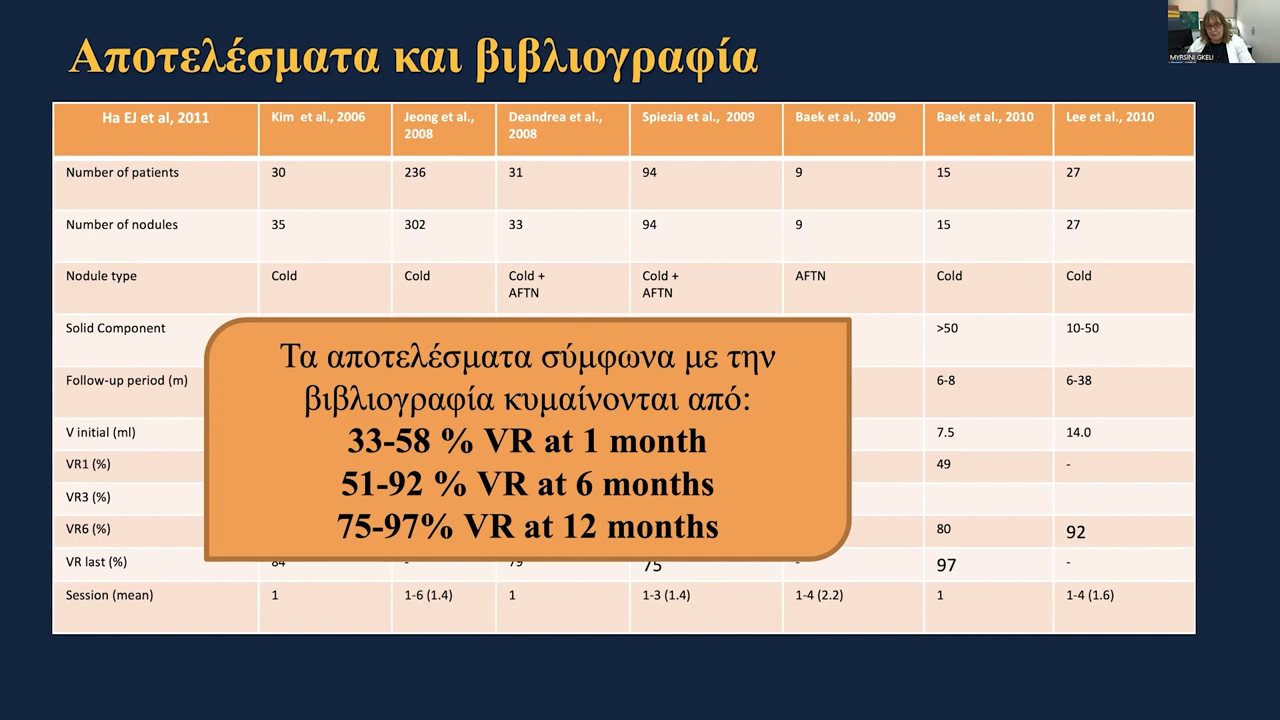 Αποτελέσματα και βιβλιογραφία
MYRSINI GKELI
Ha EJ et al, 2011 Kim et al., 2006 Jeong et al., 2008 Deandrea et al., 2008 Spiezia et al., 2009 Baek et al., 2009 Baek et al., 2010 Lee et al., 2010
Number of patients 30 236 31 94 9 15 27
Number of nodules 35 302 33 94 9 15 27
Nodule type Cold Cold Cold + AFTN Cold + AFTN AFTN Cold Cold
Solid Component >50 10-50
Follow-up period (m) 6-8 6-38
V initial (ml) 7.5 14.0
VR1 (%) 49 -
VR3 (%)
VR6 (%) 80 92
VR last (%) 84 - 79 75 - 97 -
Session (mean) 1 1-6 (1.4) 1 1-3 (1.4) 1-4 (2.2) 1 1-4 (1.6)
Τα αποτελέσματα σύμφωνα με την
βιβλιογραφία κυμαίνονται από:
33-58 % VR at 1 month
51-92 % VR at 6 months
75-97% VR at 12 months